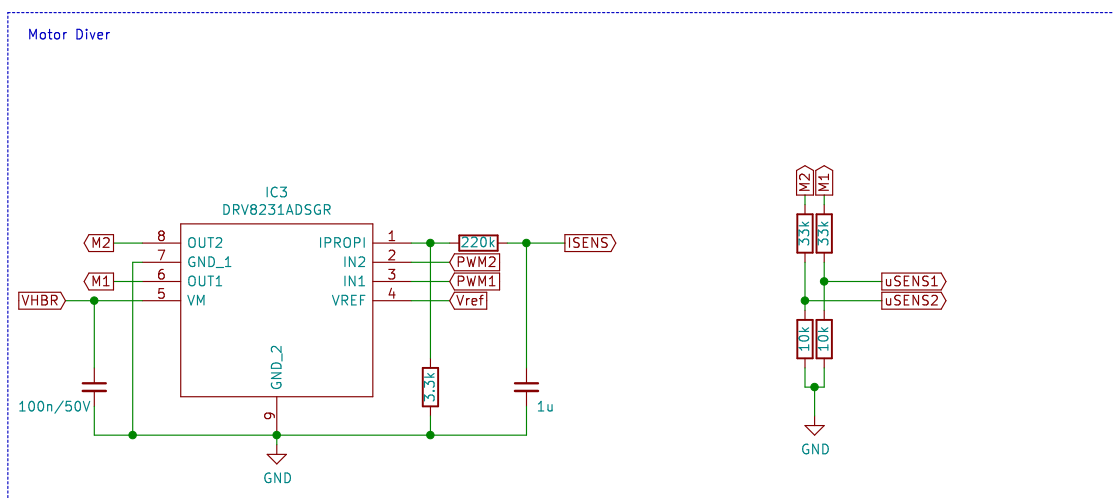 Motor Diver
IC3
DRV8231ADSGR
M2
8
OUT2
7
GND_1
M1
6
OUT1
VHBR
5
VM
IPROPI
1
220k
ISENS
IN2
2
PWM2
IN1
3
PWM1
VREF
4
Vref
GND_2
9
100n/50V
3.3k
1u
GND
M2
M1
33k
33k
uSENS1
uSENS2
10k
10k
GND